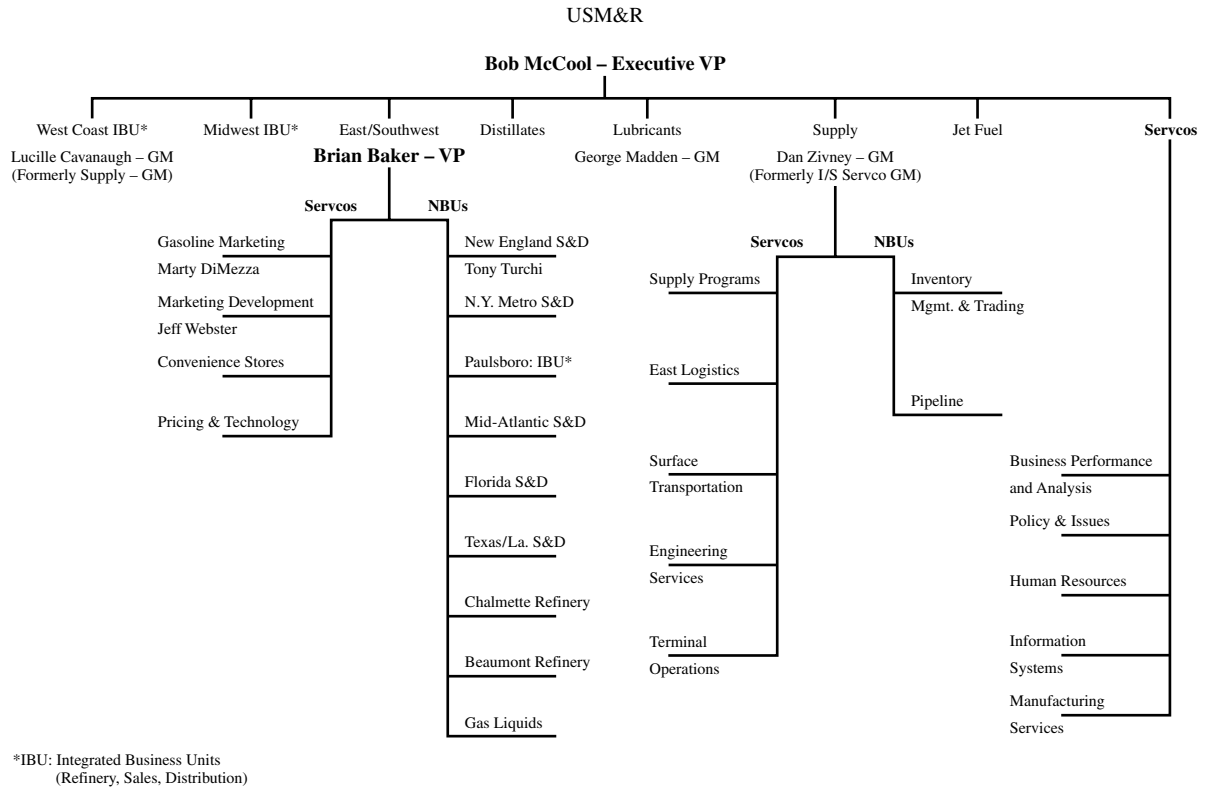 USM&R
Bob McCool – Executive VP
West Coast IBU*
Lucille Cavanaugh – GM
(Formerly Supply – GM)
Midwest IBU*
East/Southwest
Brian Baker – VP
Distillates
Lubricants
George Madden – GM
Supply
Dan Zivney – GM
(Formerly I/S Servco GM)
Jet Fuel
Servcos
Servcos
Gasoline Marketing
Marty DiMezza
Marketing Development
Jeff Webster
Convenience Stores
Pricing & Technology
NBUs
New England S&D
Tony Turchi
N.Y. Metro S&D
Paulsboro: IBU*
Mid-Atlantic S&D
Florida S&D
Texas/La. S&D
Chalmette Refinery
Beaumont Refinery
Gas Liquids
Servcos
Supply Programs
East Logistics
Surface
Transportation
Engineering
Services
Terminal
Operations
NBUs
Inventory
Mgmt. & Trading
Pipeline
Business Performance
and Analysis
Policy & Issues
Human Resources
Information
Systems
Manufacturing
Services
*IBU: Integrated Business Units
(Refinery, Sales, Distribution)